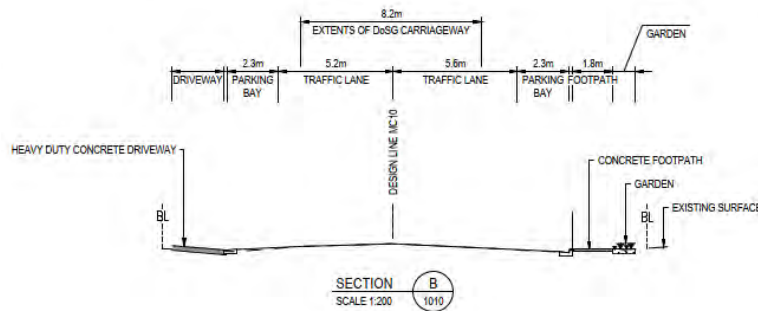 8.2m
EXTENTS OF DoSG CARRIAGEWAY
GARDEN
2.3m 5.2m 5.6m 2.3m 1.8m
DRIVEWAY PARKING TRAFFIC LANE TRAFFIC LANE PARKING FOOTPATH
BAY BAY
DESIGN LINE MC10
HEAVY DUTY CONCRETE DRIVEWAY
CONCRETE FOOTPATH
GARDEN
BL
BL
EXISTING SURFACE
SECTION B
SCALE 1:200 1010